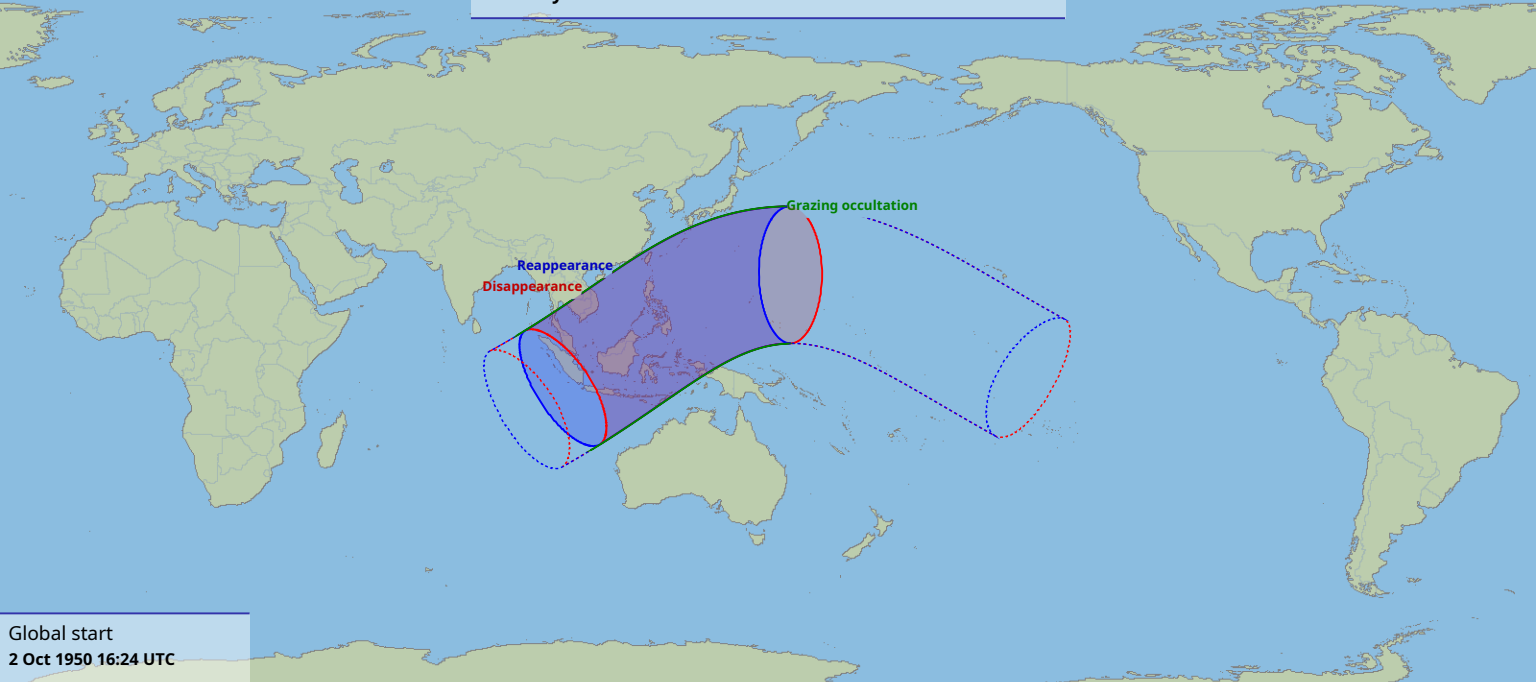 Grazing occultation
Reappearance
Disappearance
Global start
2 Oct 1950 16:24 UTC